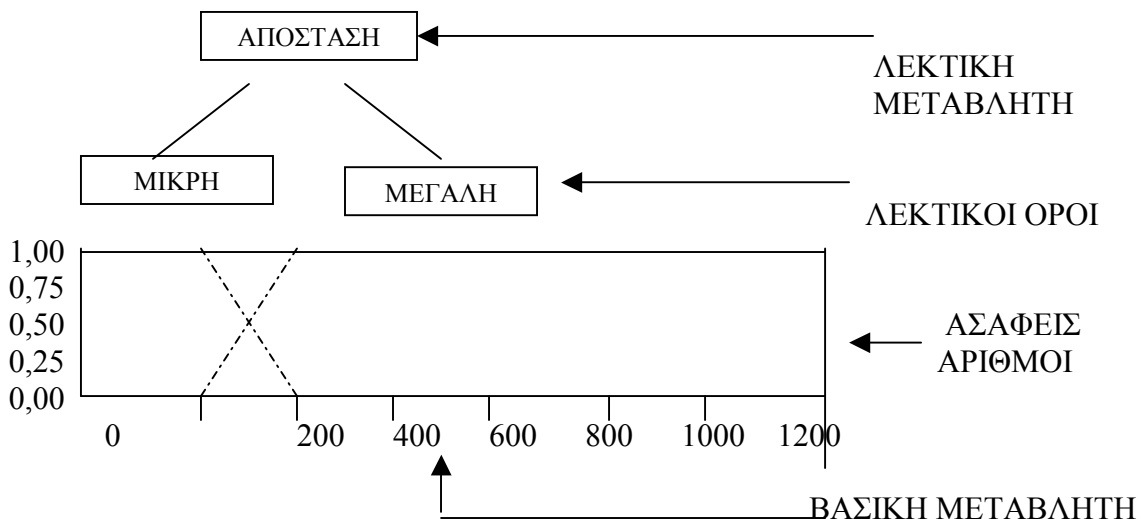 ΑΠΟΣΤΑΣΗ
ΛΕΚΤΙΚΗ
ΜΕΤΑΒΛΗΤΗ
ΜΙΚΡΗ
ΜΕΓΑΛΗ
ΛΕΚΤΙΚΟΙ ΟΡΟΙ
1,00
0,75
0,50
0,25
0,00
ΑΣΑΦΕΙΣ
ΑΡΙΘΜΟΙ
0 200 400 600 800 1000 1200
ΒΑΣΙΚΗ ΜΕΤΑΒΛΗΤΗ